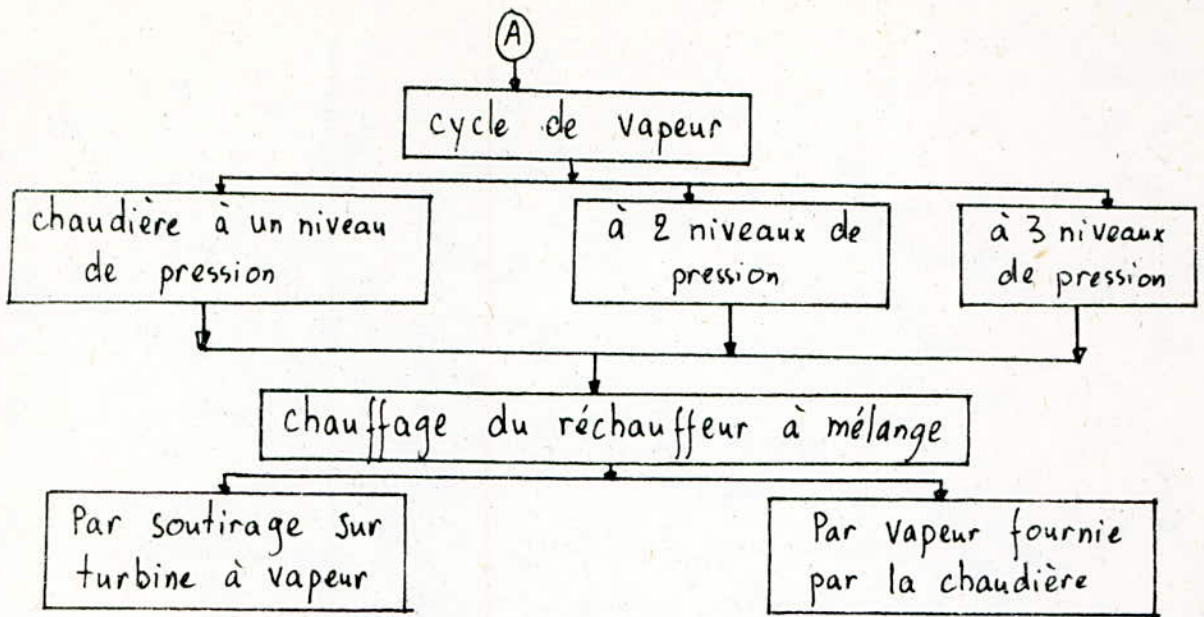 A
cycle de vapeur
chaudière à un niveau
de pression
à 2 niveaux de
pression
à 3 niveaux
de pression
chauffage du réchauffeur à mélange
Par soutirage sur
turbine à vapeur
Par vapeur fournie
par la chaudière